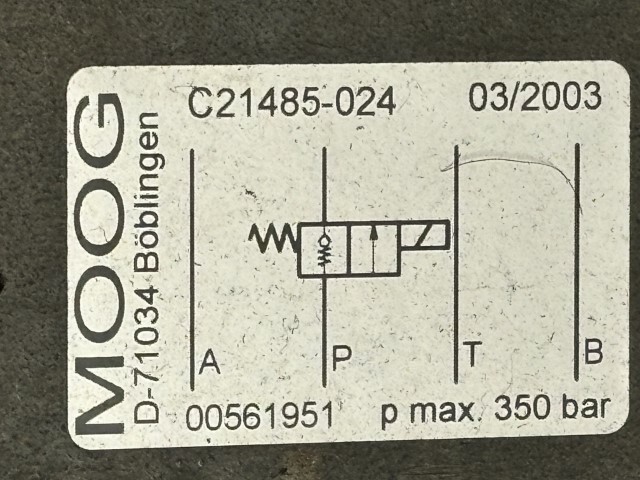 MOOG
D-71034 Böblingen
C21485-024 03/2003
A P T B
00561951 p max. 350 bar